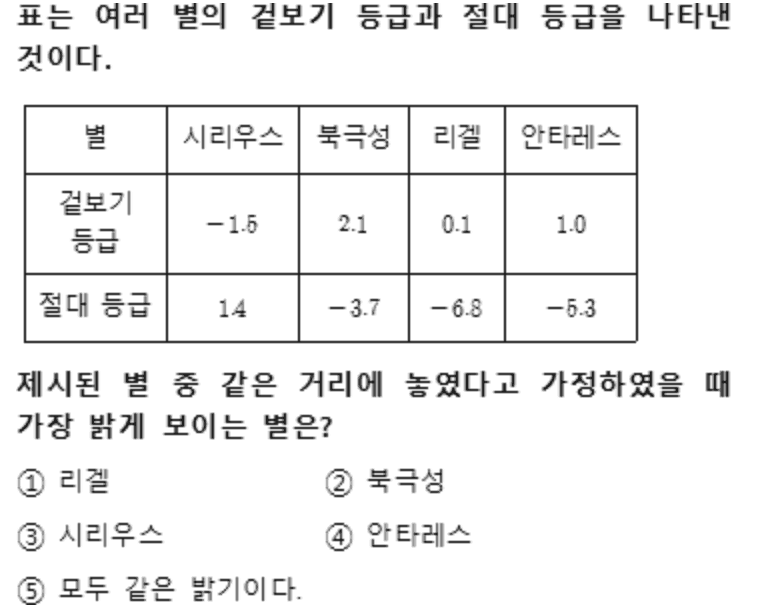 표는 여러 별의 겉보기 등급과 절대 등급을 나타낸
것이다.
별 시리우스 북극성 리겔 안타레스
겉보기 등급 -1.5 2.1 0.1 1.0
절대 등급 1.4 -3.7 -6.8 -5.3
제시된 별 중 같은 거리에 놓였다고 가정하였을 때
가장 밝게 보이는 별은?
① 리겔 ② 북극성
③ 시리우스 ④ 안타레스
⑤ 모두 같은 밝기이다.